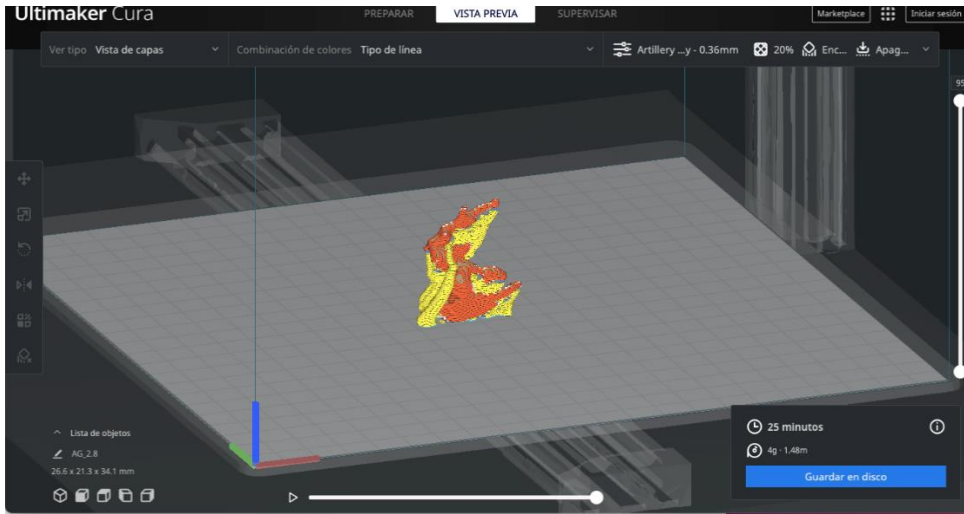 Ultimaker Cura
PREPARAR
VISTA PREVIA
SUPERVISAR
Marketplace
Iniciar sesión
Ver tipo Vista de capas
Combinación de colores Tipo de línea
Artillery ...y - 0.36mm
20%
Enc...
Apag...
95
Lista de objetos
AG_2.8
26.6 x 21.3 x 34.1 mm
25 minutos
4g · 1.48m
Guardar en disco